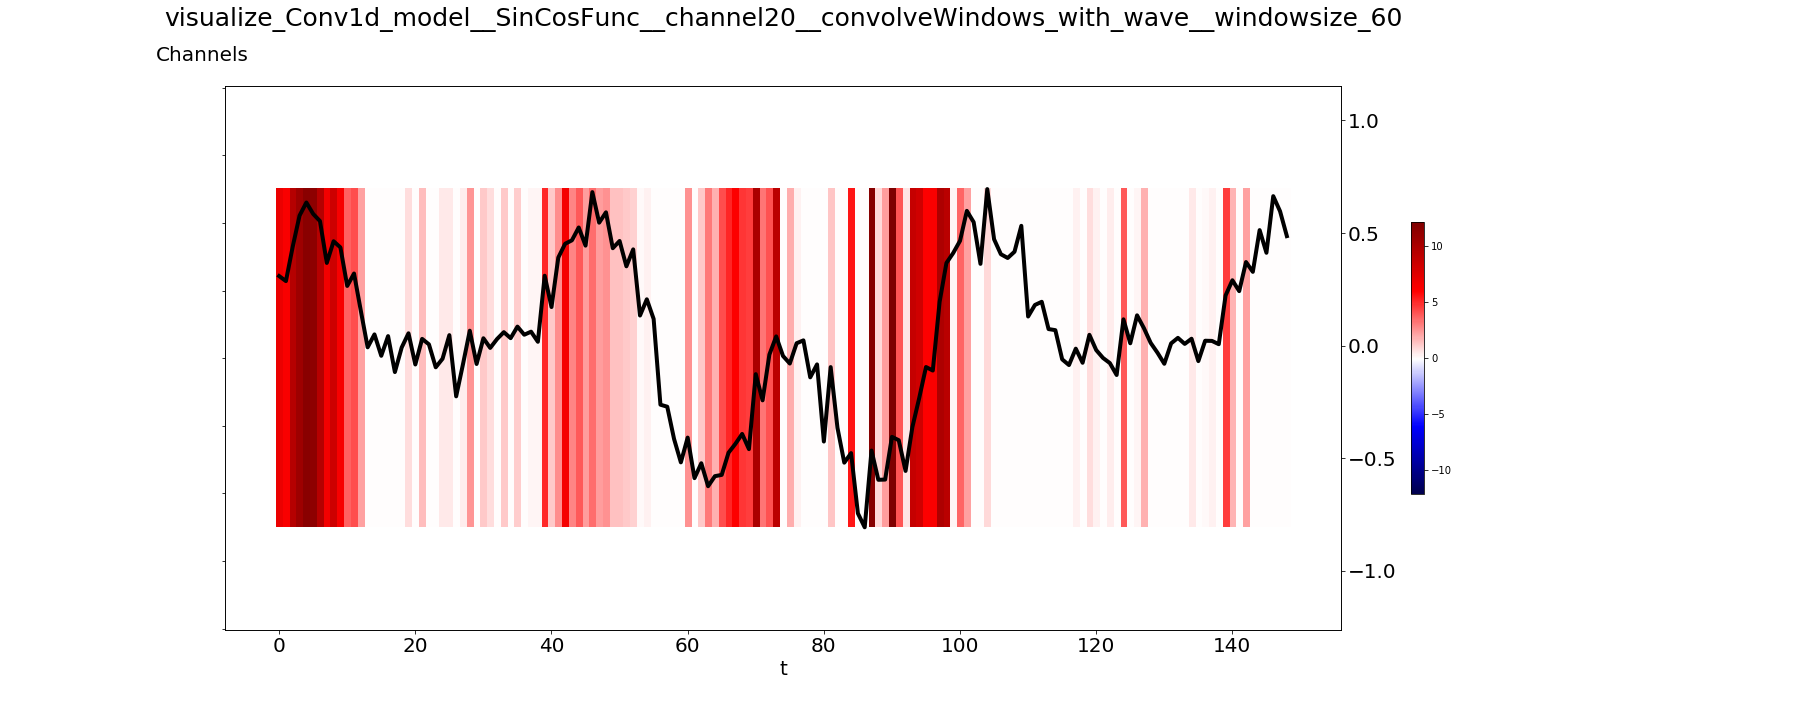 visualize_Conv1d_model__SinCosFunc__channel20__convolveWindows_with_wave__windowsize_60
Channels
1.0
0.5
0.0
−0.5
−1.0
10
5
0
−5
−10
0 20 40 60 80 100 120 140
t